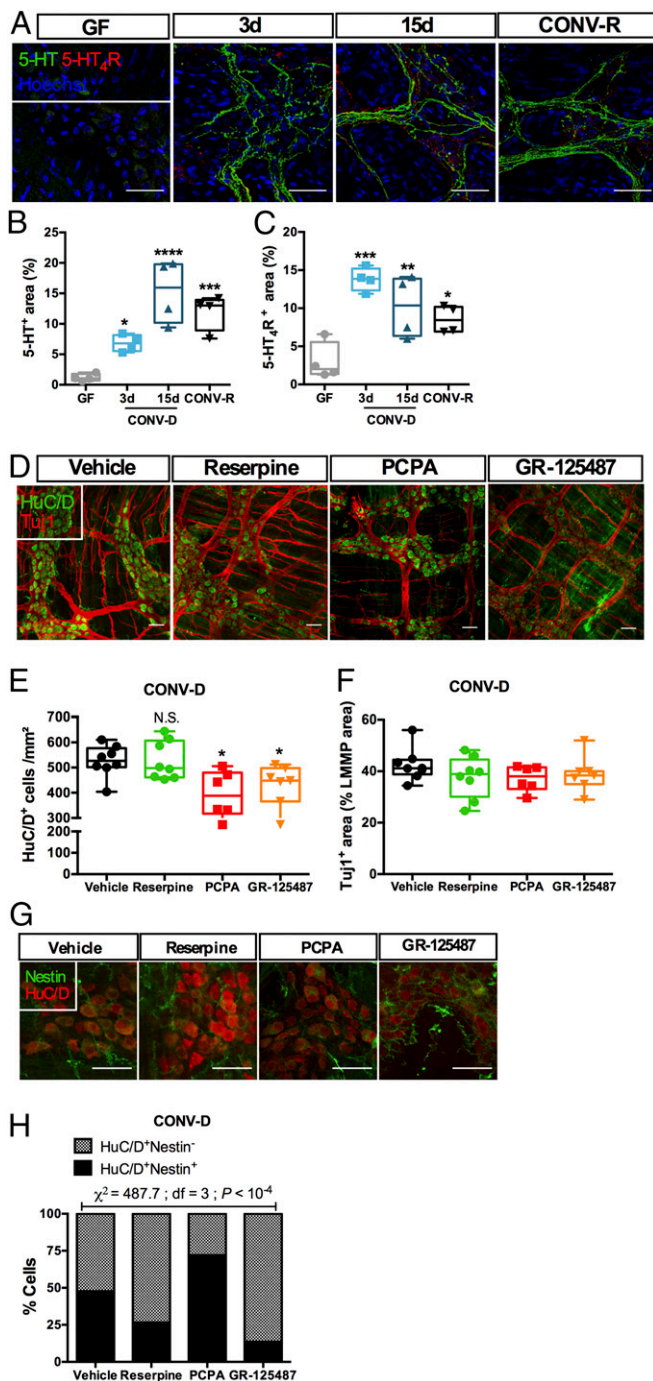 A
GF 3d 15d CONV-R
5-HT 5-HT₄R
Hoechst
B
5-HT⁺ area (%)
25
20
15
10
5
0
* **** ***
GF 3d 15d CONV-R
CONV-D
C
5-HT₄R⁺ area (%)
20
15
10
5
0
*** ** *
GF 3d 15d CONV-R
CONV-D
D
Vehicle Reserpine PCPA GR-125487
HuC/D
Tuj1
E
CONV-D
HuC/D⁺ cells /mm²
700
600
500
400
300
200
100
0
N.S. * *
Vehicle Reserpine PCPA GR-125487
F
CONV-D
Tuj1⁺ area (% LMMP area)
60
40
20
0
Vehicle Reserpine PCPA GR-125487
G
Vehicle Reserpine PCPA GR-125487
Nestin
HuC/D
H
CONV-D
HuC/D⁺Nestin⁻
HuC/D⁺Nestin⁺
χ² = 487.7 ; df = 3 ; P < 10⁻⁴
% Cells
100
75
50
25
0
Vehicle Reserpine PCPA GR-125487